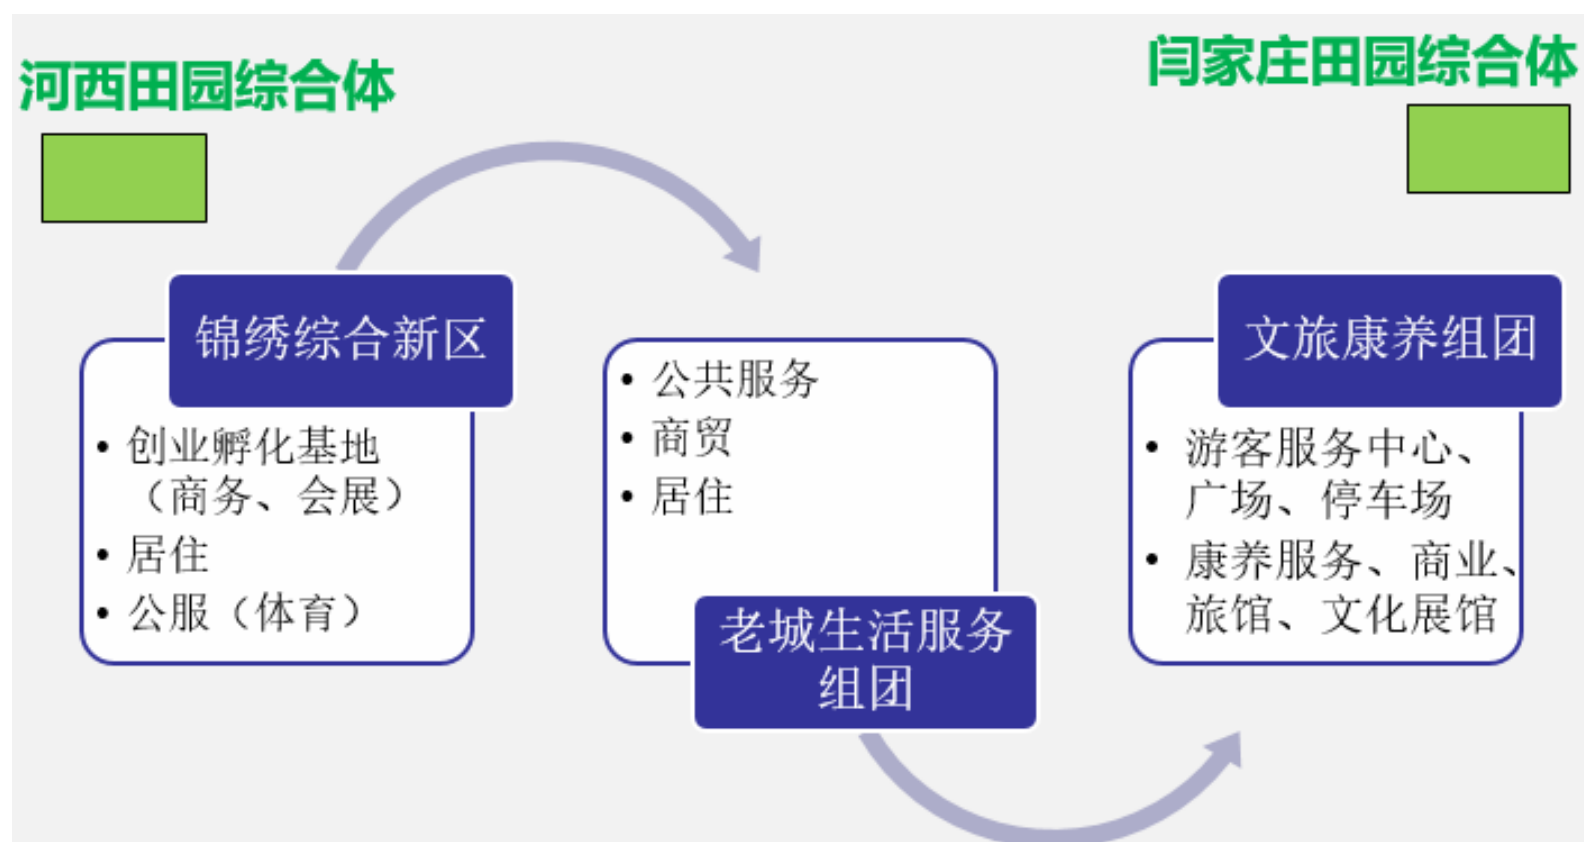 河西田园综合体
闫家庄田园综合体
锦绣综合新区
• 创业孵化基地
（商务、会展）
• 居住
• 公服（体育）
• 公共服务
• 商贸
• 居住
老城生活服务
组团
文旅康养组团
• 游客服务中心、
广场、停车场
• 康养服务、商业、
旅馆、文化展馆